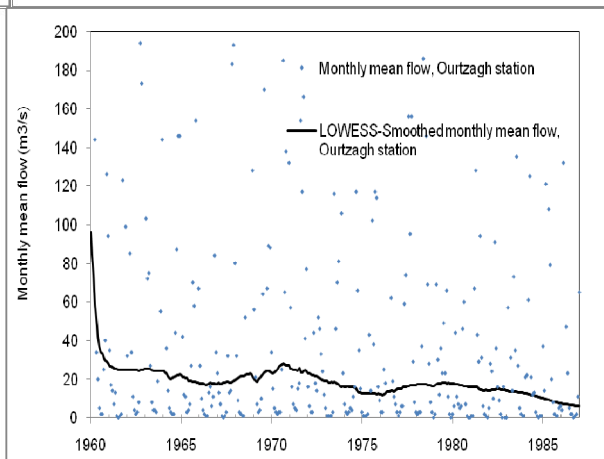 200
180
160
140
120
100
80
60
40
20
0
Monthly mean flow (m3/s)
Monthly mean flow, Ourtzagh station
LOWESS-Smoothed monthly mean flow,
Ourtzagh station
1960 1965 1970 1975 1980 1985